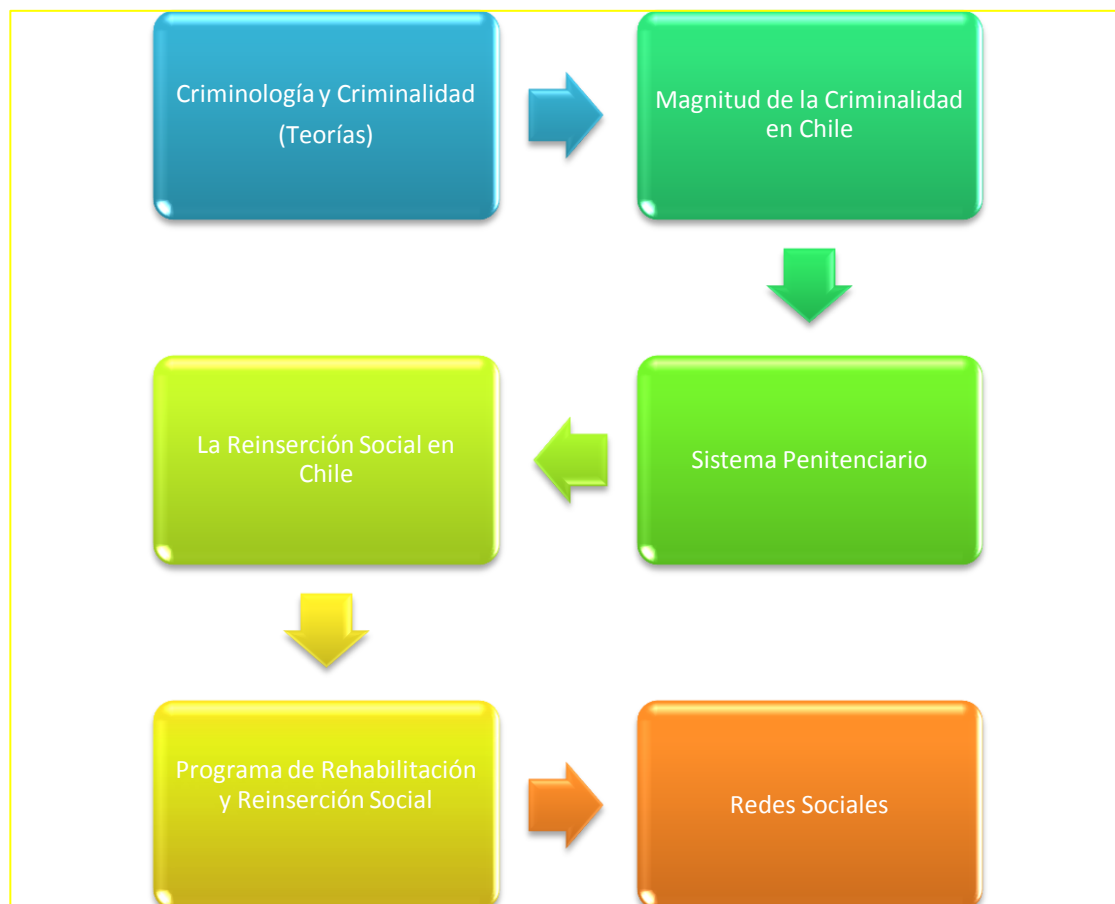 Criminología y Criminalidad
(Teorías)
Magnitud de la Criminalidad
en Chile
Sistema Penitenciario
La Reinserción Social en
Chile
Programa de Rehabilitación
y Reinserción Social
Redes Sociales